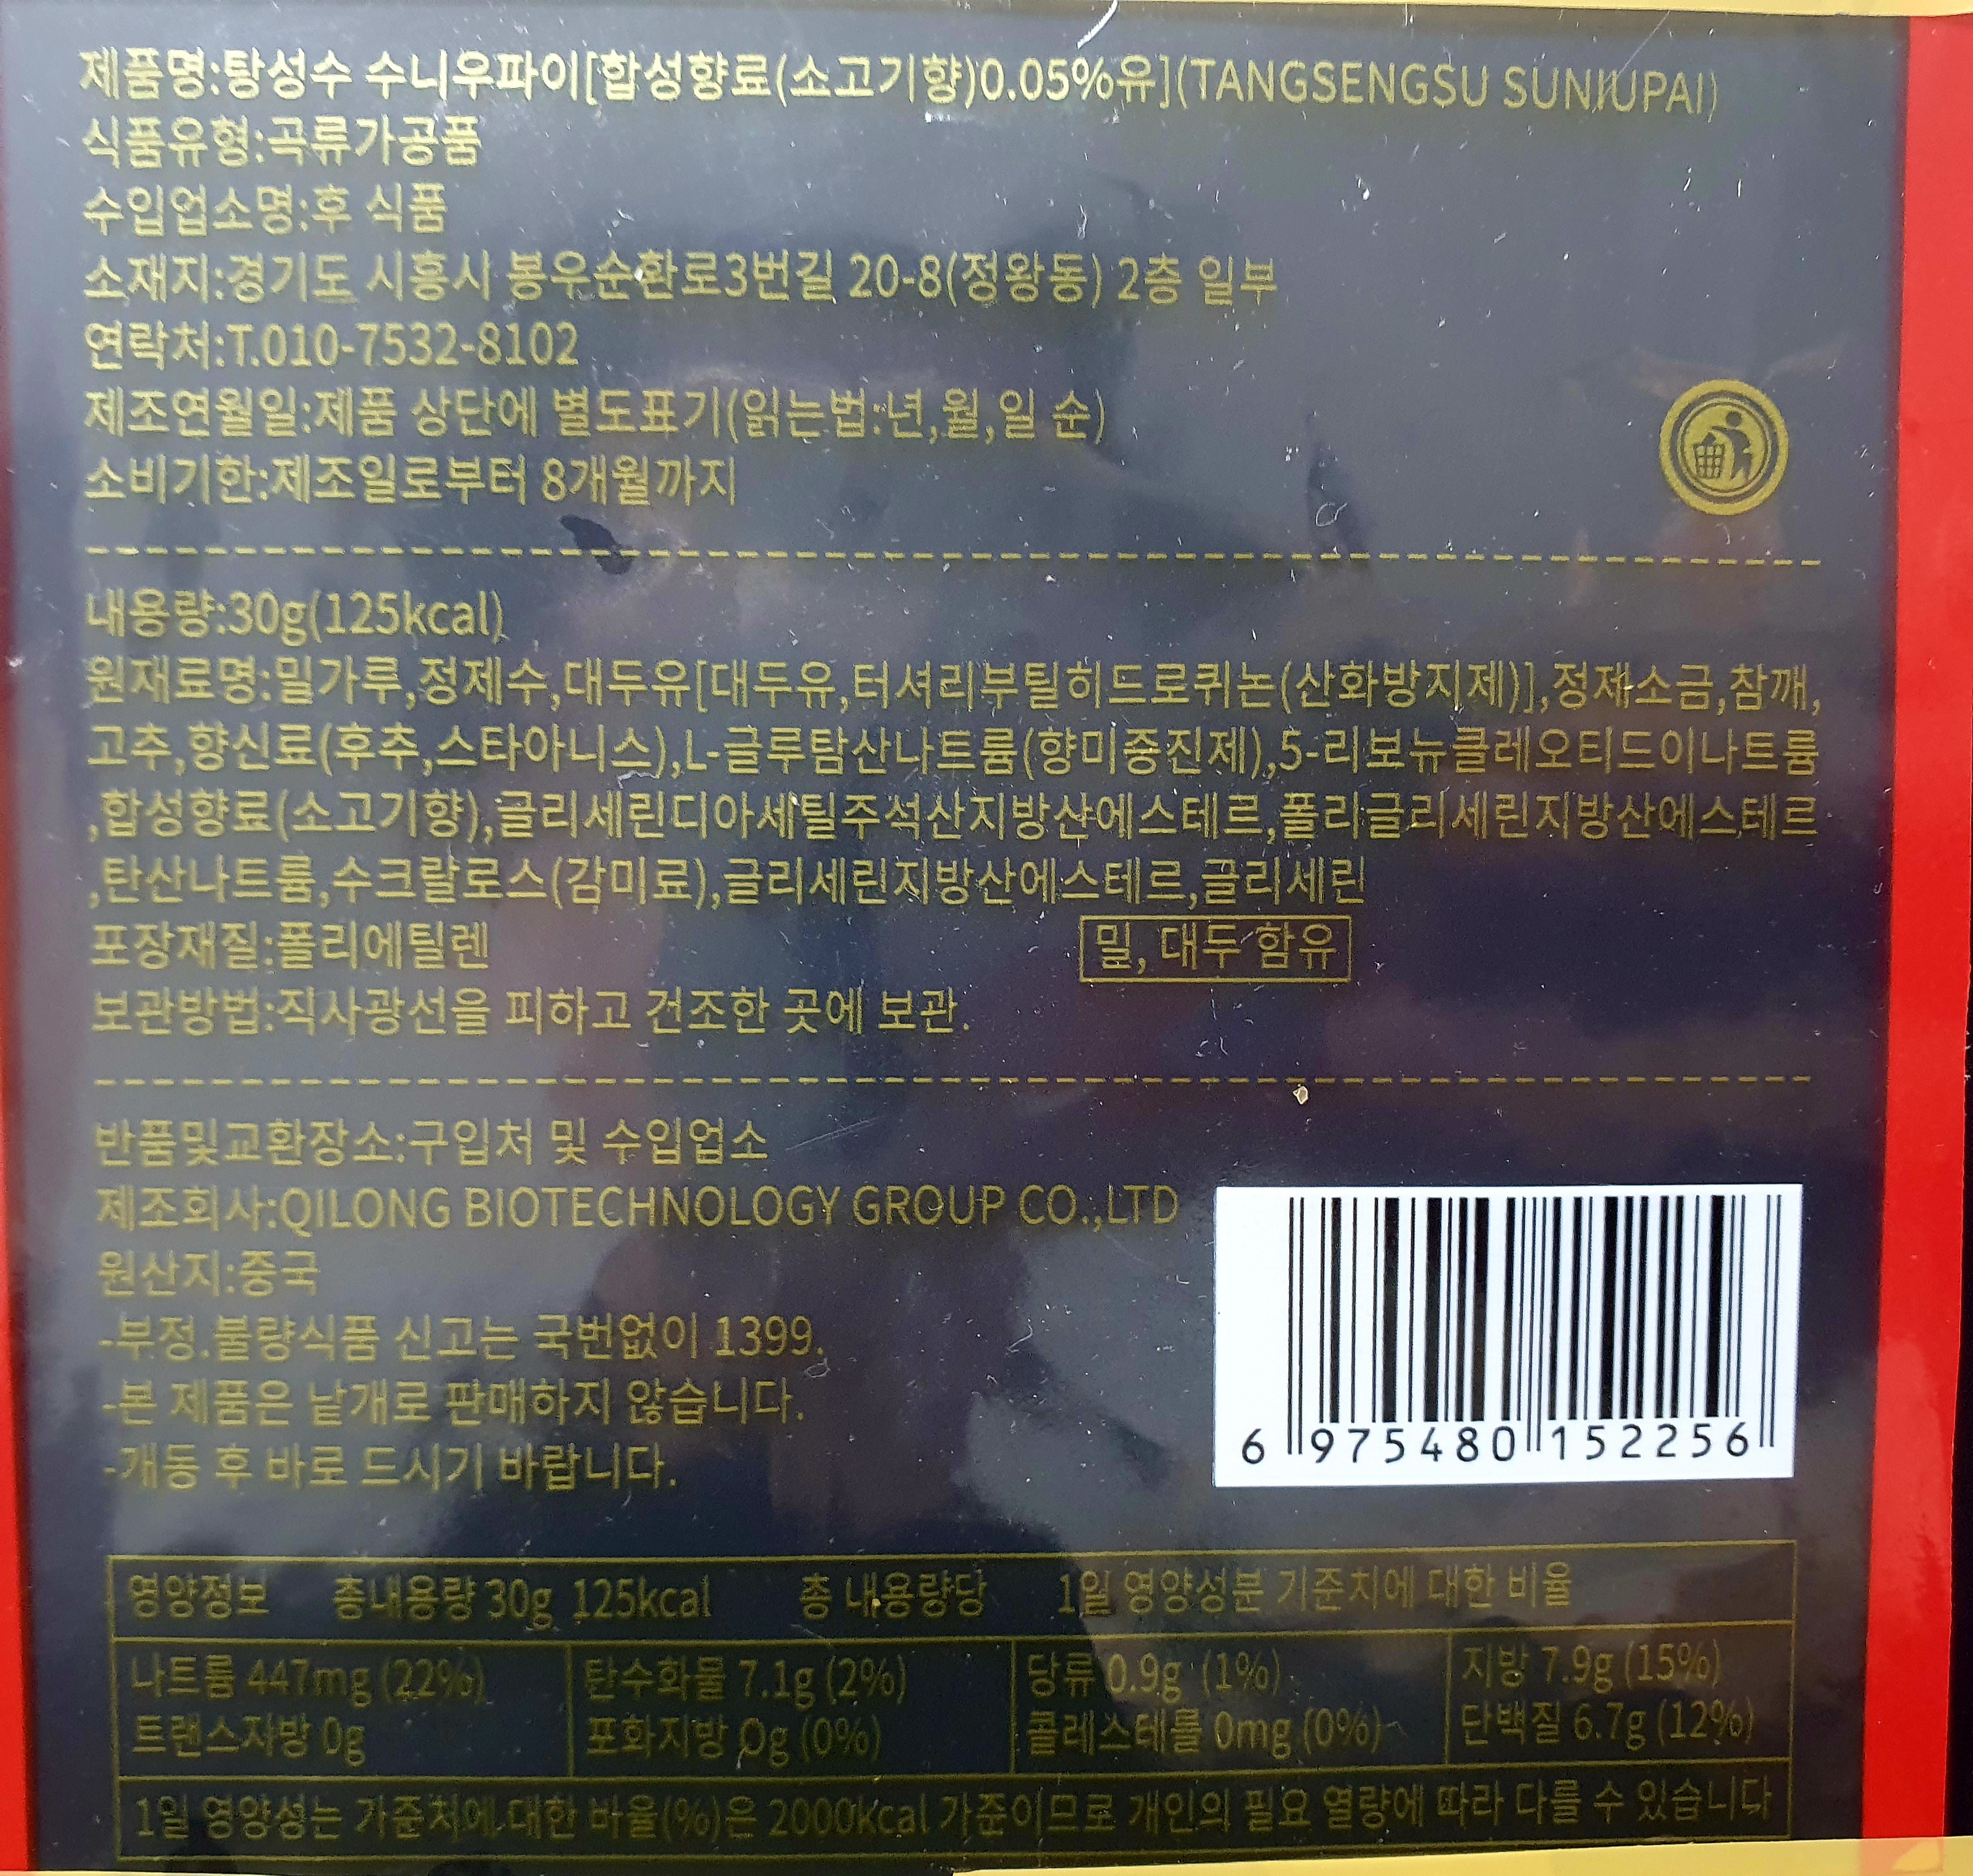 제품명:탕성수 수니우파이[합성향료(소고기향)0.05%유](TANGSENGSU SUNIUPAI)
식품유형:곡류가공품
수입업소명:후 식품
소재지:경기도 시흥시 봉우순환로3번길 20-8(정왕동) 2층 일부
연락처:T.010-7532-8102
제조연월일:제품 상단에 별도표기(읽는법:년,월,일 순)
소비기한:제조일로부터 8개월까지
내용량:30g(125kcal)
원재료명:밀가루,정제수,대두유[대두유,터셔리부틸히드로퀴논(산화방지제)],정제소금,참깨,
고추,향신료(후추,스타아니스),L-글루탐산나트륨(향미증진제),5-리보뉴클레오티드이나트륨
,합성향료(소고기향),글리세린디아세틸주석산지방산에스테르,폴리글리세린지방산에스테르
,탄산나트륨,수크랄로스(감미료),글리세린지방산에스테르,글리세린
포장재질:폴리에틸렌
밀, 대두 함유
보관방법:직사광선을 피하고 건조한 곳에 보관.
반품및교환장소:구입처 및 수입업소
제조회사:QILONG BIOTECHNOLOGY GROUP CO.,LTD
원산지:중국
-부정.불량식품 신고는 국번없이 1399.
-본 제품은 낱개로 판매하지 않습니다.
-개동 후 바로 드시기 바랍니다.
6 975480 152256
영양정보 총내용량 30g 125kcal 총 내용량당 1일 영양성분 기준치에 대한 비율
나트륨 447mg (22%) 탄수화물 7.1g (2%) 당류 0.9g (1%) 지방 7.9g (15%)
트랜스지방 0g 포화지방 0g (0%) 콜레스테롤 0mg (0%) 단백질 6.7g (12%)
1일 영양성는 기준치에 대한 비율(%)은 2000kcal 기준이므로 개인의 필요 열량에 따라 다를 수 있습니다